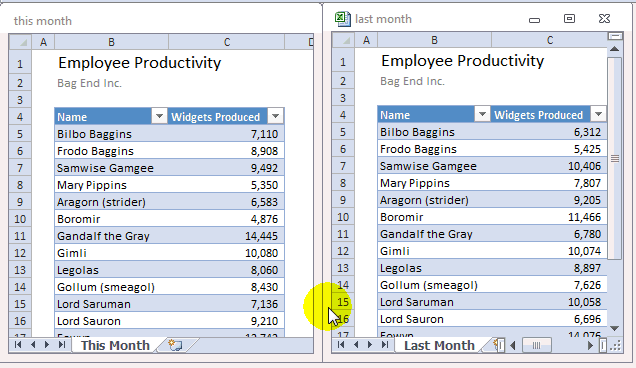 this month
A B C D
1 Employee Productivity
2 Bag End Inc.
3
4 Name Widgets Produced
5 Bilbo Baggins 7,110
6 Frodo Baggins 8,908
7 Samwise Gamgee 9,492
8 Mary Pippins 5,350
9 Aragorn (strider) 6,583
10 Boromir 4,876
11 Gandalf the Gray 14,445
12 Gimli 10,080
13 Legolas 8,060
14 Gollum (smeagol) 8,430
15 Lord Saruman 7,136
16 Lord Sauron 9,210
17 Eowyn 12,742
This Month
last month
A B C
1 Employee Productivity
2 Bag End Inc.
3
4 Name Widgets Produced
5 Bilbo Baggins 6,312
6 Frodo Baggins 5,425
7 Samwise Gamgee 10,406
8 Mary Pippins 7,807
9 Aragorn (strider) 9,205
10 Boromir 11,466
11 Gandalf the Gray 6,780
12 Gimli 10,074
13 Legolas 8,897
14 Gollum (smeagol) 7,626
15 Lord Saruman 10,058
16 Lord Sauron 6,696
17 Eowyn 14,076
Last Month